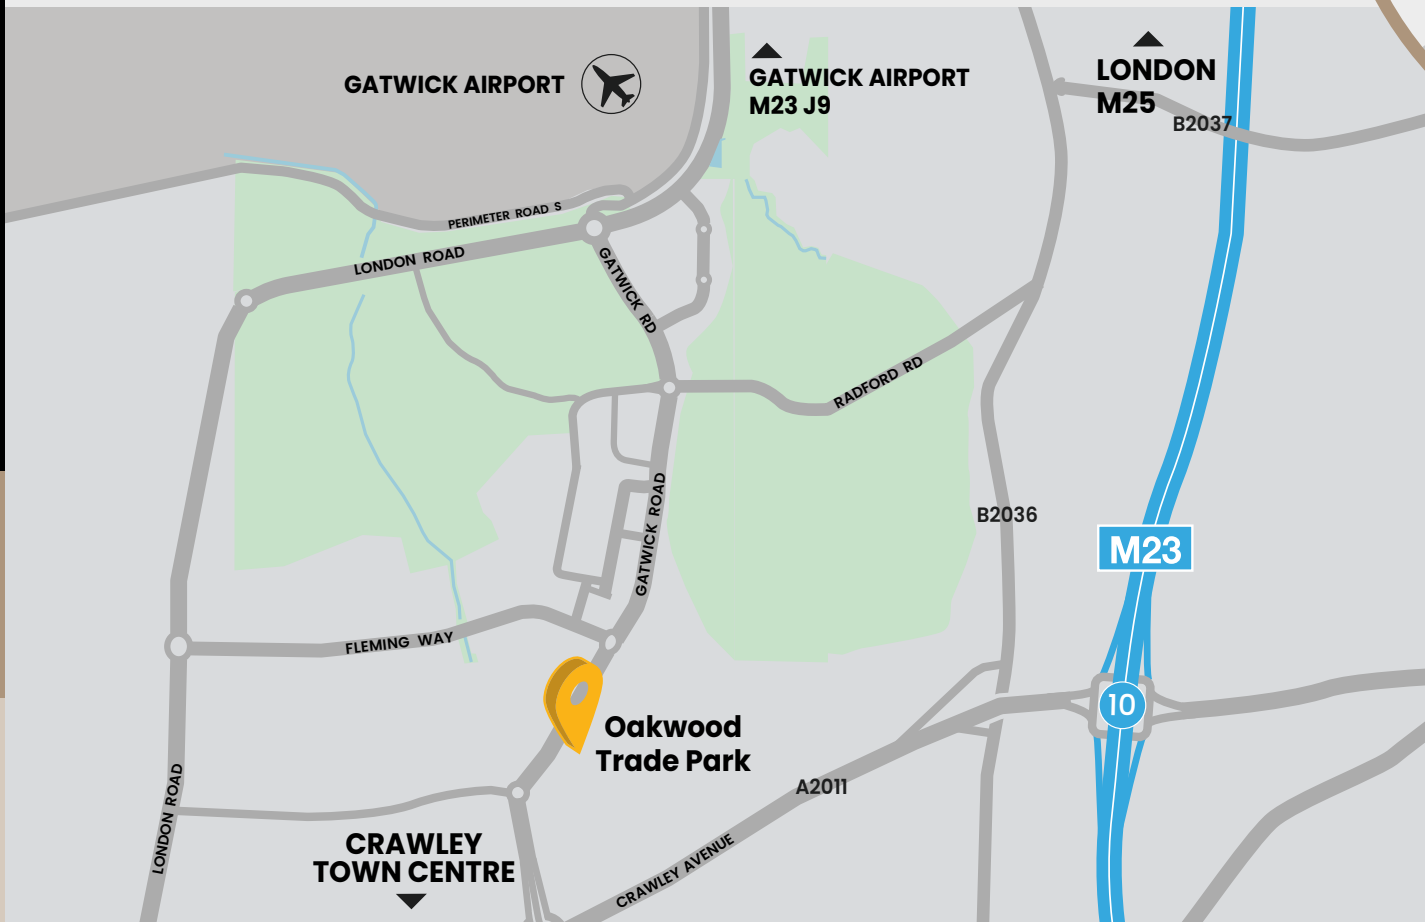 GATWICK AIRPORT
GATWICK AIRPORT
M23 J9
LONDON
M25
B2037
PERIMETER ROAD S
LONDON ROAD
GATWICK RD
RADFORD RD
GATWICK ROAD
B2036
M23
FLEMING WAY
10
Oakwood
Trade Park
A2011
LONDON ROAD
CRAWLEY
TOWN CENTRE
CRAWLEY AVENUE